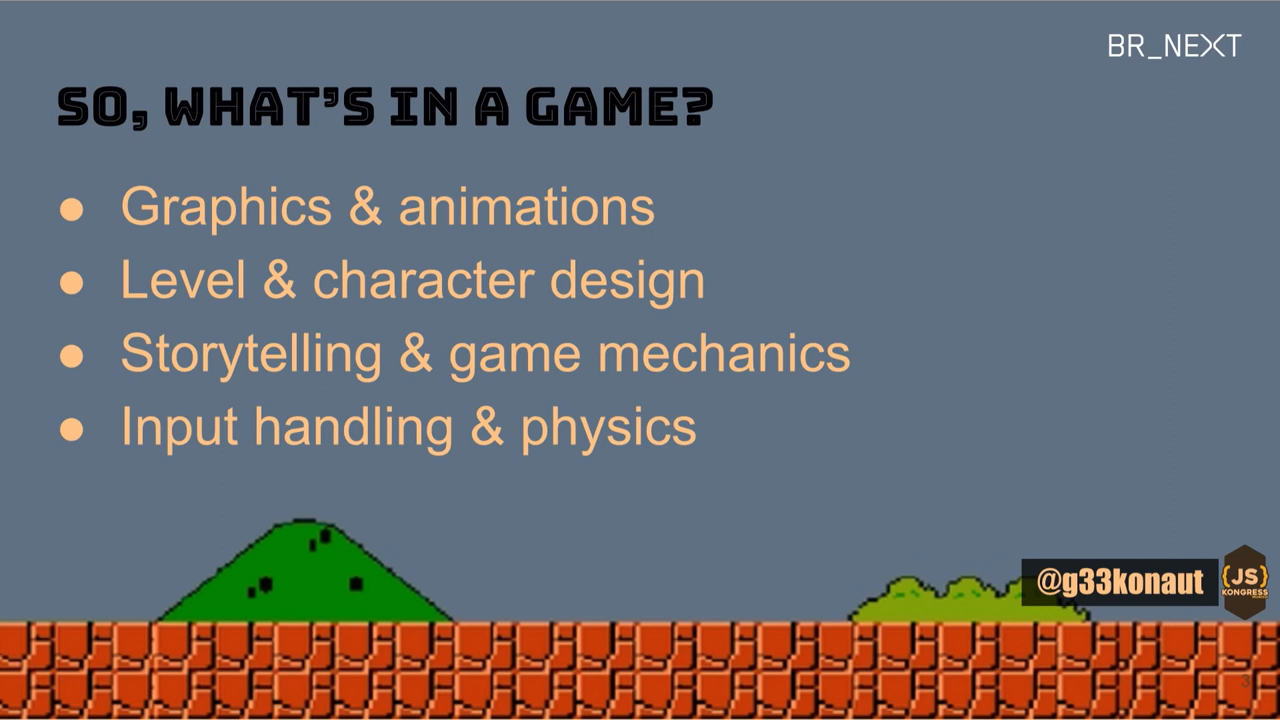 BR_NEXT
SO, WHAT'S IN A GAME?
● Graphics & animations
● Level & character design
● Storytelling & game mechanics
● Input handling & physics
@g33konaut
{JS}
KONGRESS
3